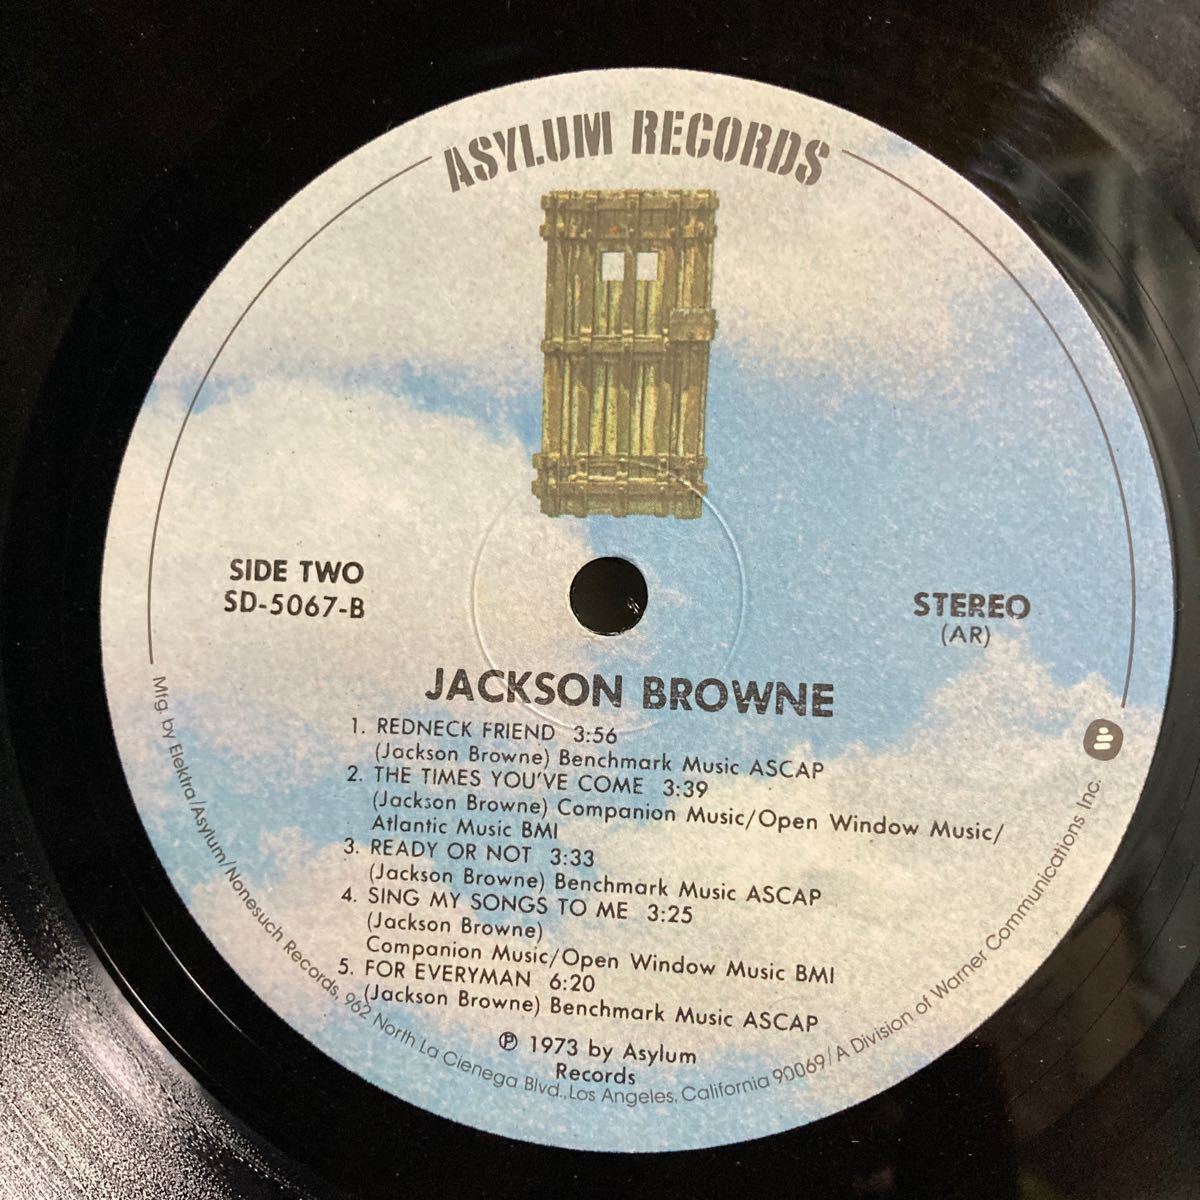 ASYLUM RECORDS
SIDE TWO
SD-5067-B
STEREO
(AR)
JACKSON BROWNE
1. REDNECK FRIEND 3:56
(Jackson Browne) Benchmark Music ASCAP
2. THE TIMES YOU'VE COME 3:39
(Jackson Browne) Companion Music/Open Window Music/
Atlantic Music BMI
3. READY OR NOT 3:33
(Jackson Browne) Benchmark Music ASCAP
4. SING MY SONGS TO ME 3:25
(Jackson Browne)
Companion Music/Open Window Music BMI
5. FOR EVERYMAN 6:20
(Jackson Browne) Benchmark Music ASCAP
℗ 1973 by Asylum
Records
Mfg. by Elektra/Asylum/Nonesuch Records, 962 North La Cienega Blvd., Los Angeles, California 90069/A Division of Warner Communications Inc.